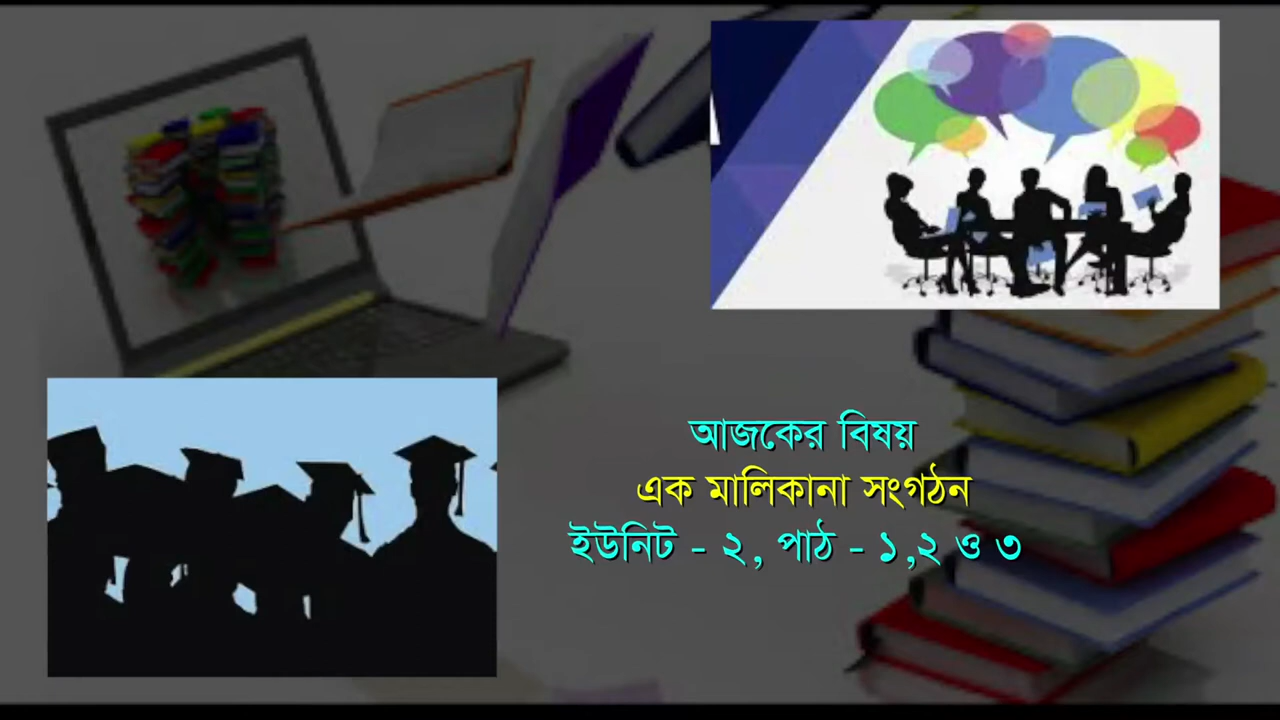 আজকের বিষয়
এক মালিকানা সংগঠন
ইউনিট - ২, পাঠ - ১,২ ও ৩